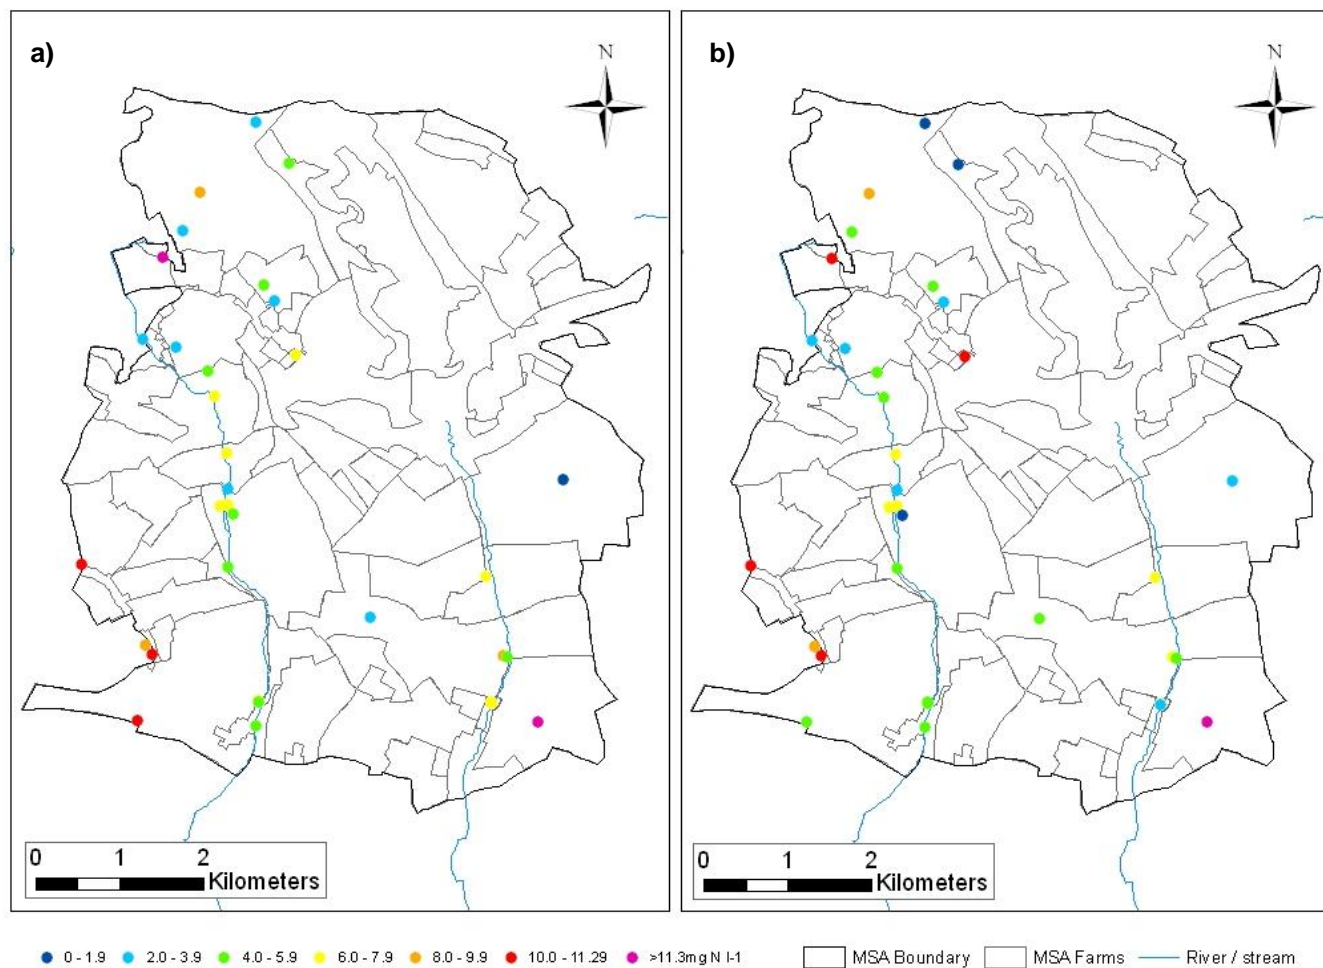 a)
N
0 1 2
Kilometers
b)
N
0 1 2
Kilometers
0 - 1.9 2.0 - 3.9 4.0 - 5.9 6.0 - 7.9 8.0 - 9.9 10.0 - 11.29 >11.3mg N l-1 MSA Boundary MSA Farms River / stream